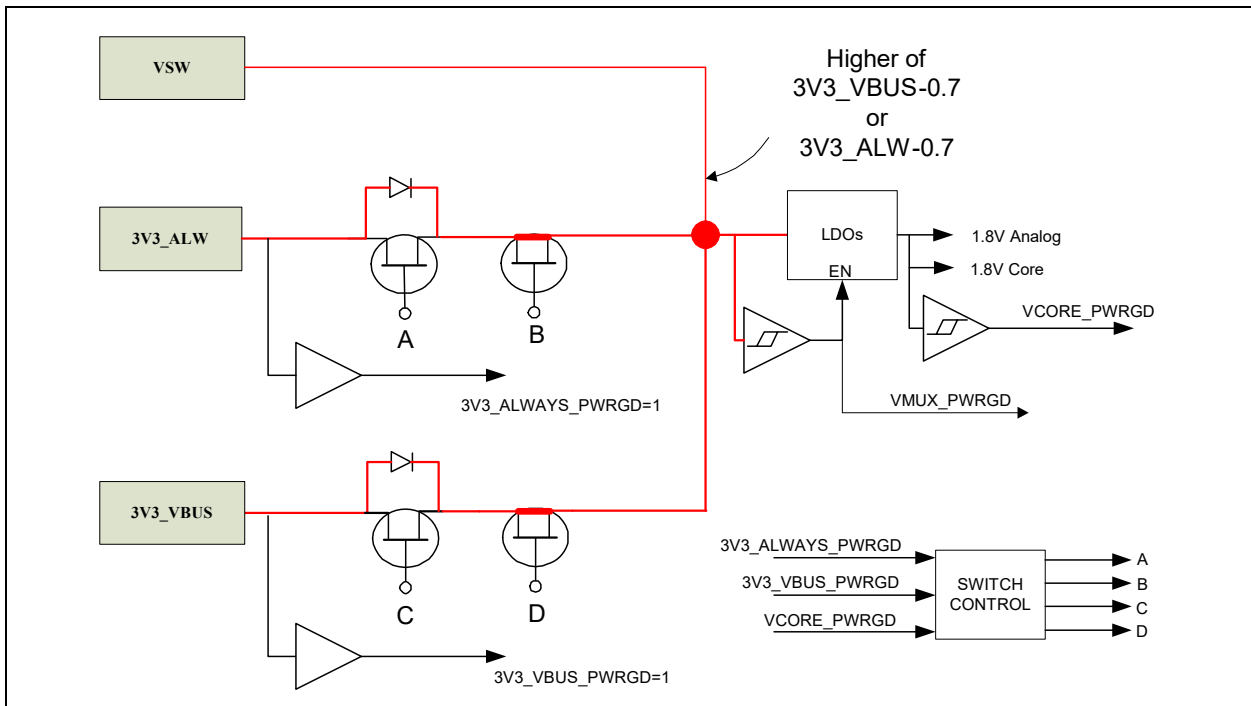 VSW
Higher of
3V3_VBUS-0.7
or
3V3_ALW-0.7
3V3_ALW
LDOs
EN
1.8V Analog
1.8V Core
A
B
VCORE_PWRGD
3V3_ALWAYS_PWRGD=1
VMUX_PWRGD
3V3_VBUS
C
D
3V3_VBUS_PWRGD=1
3V3_ALWAYS_PWRGD
3V3_VBUS_PWRGD
VCORE_PWRGD
SWITCH
CONTROL
A
B
C
D